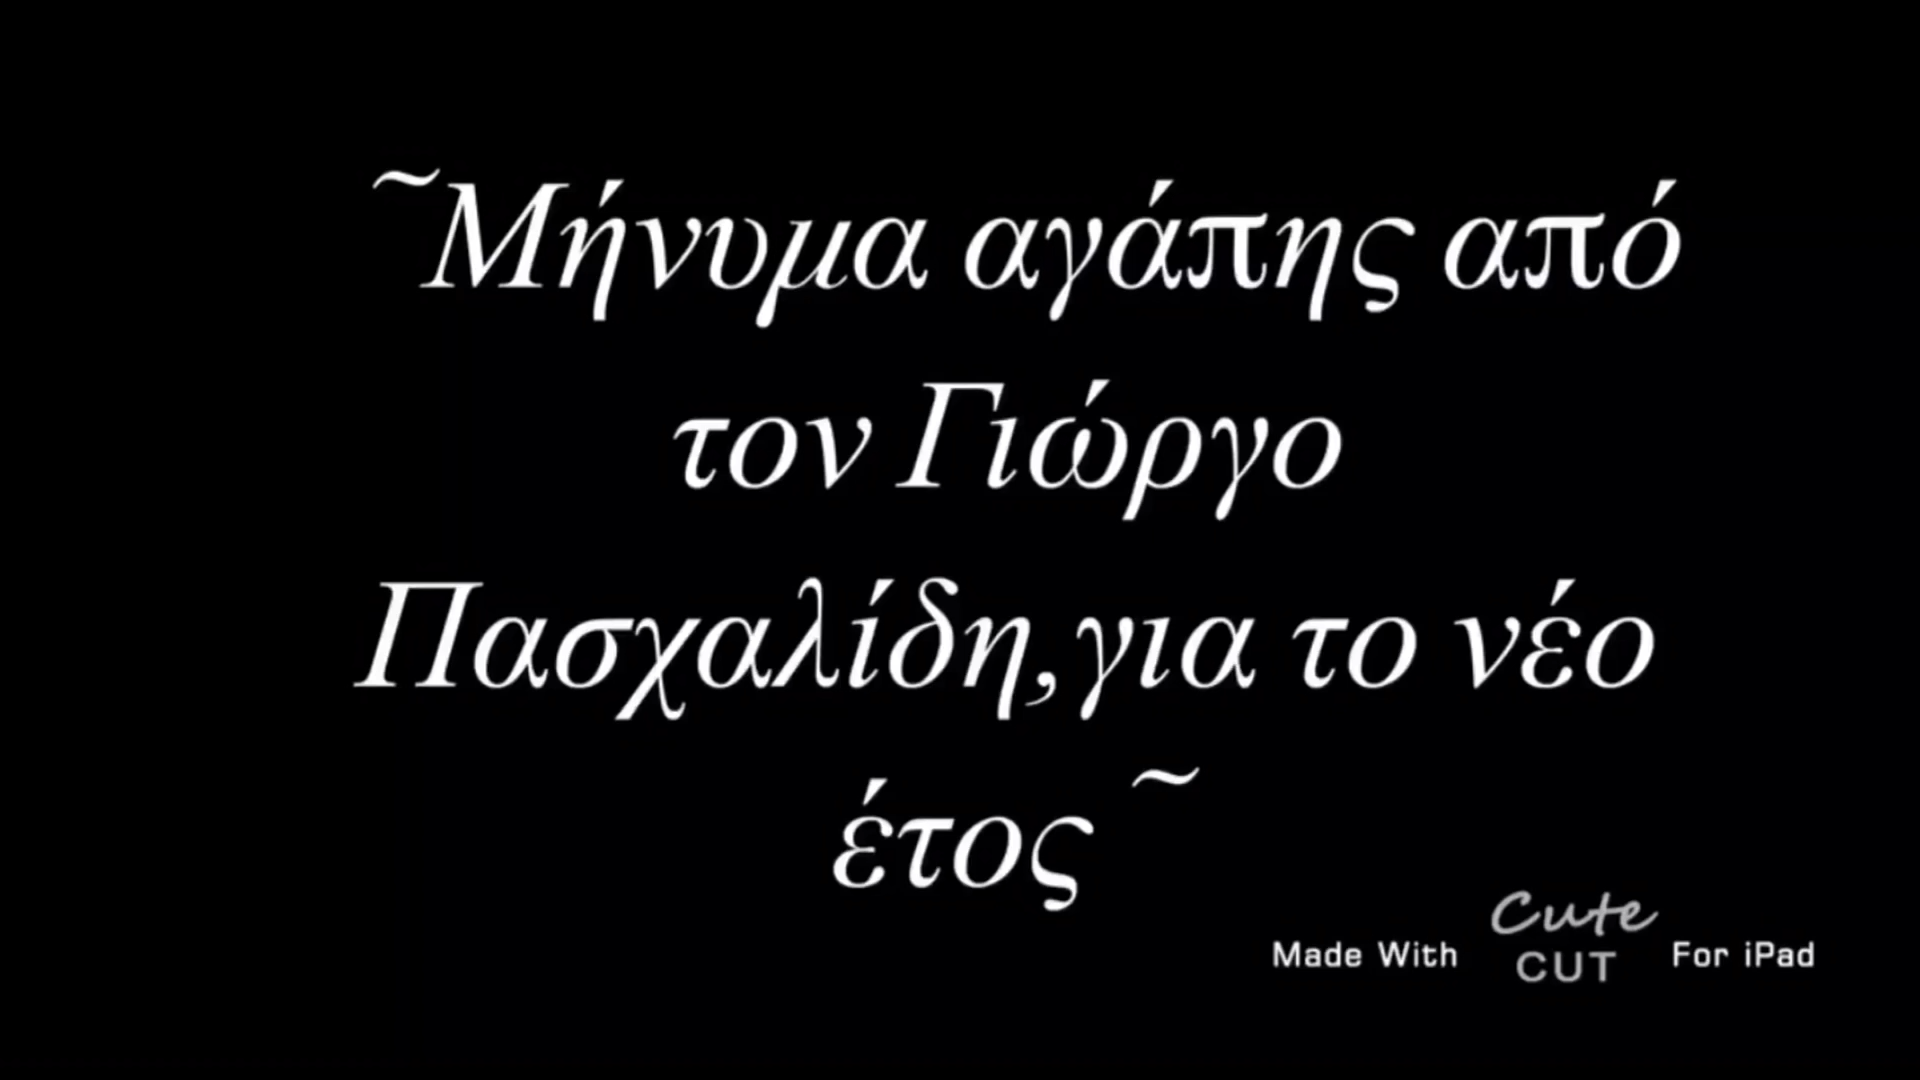 ~Μήνυμα αγάπης από
τον Γιώργο
Πασχαλίδη,για το νέο
έτος ~
Made With Cute CUT For iPad